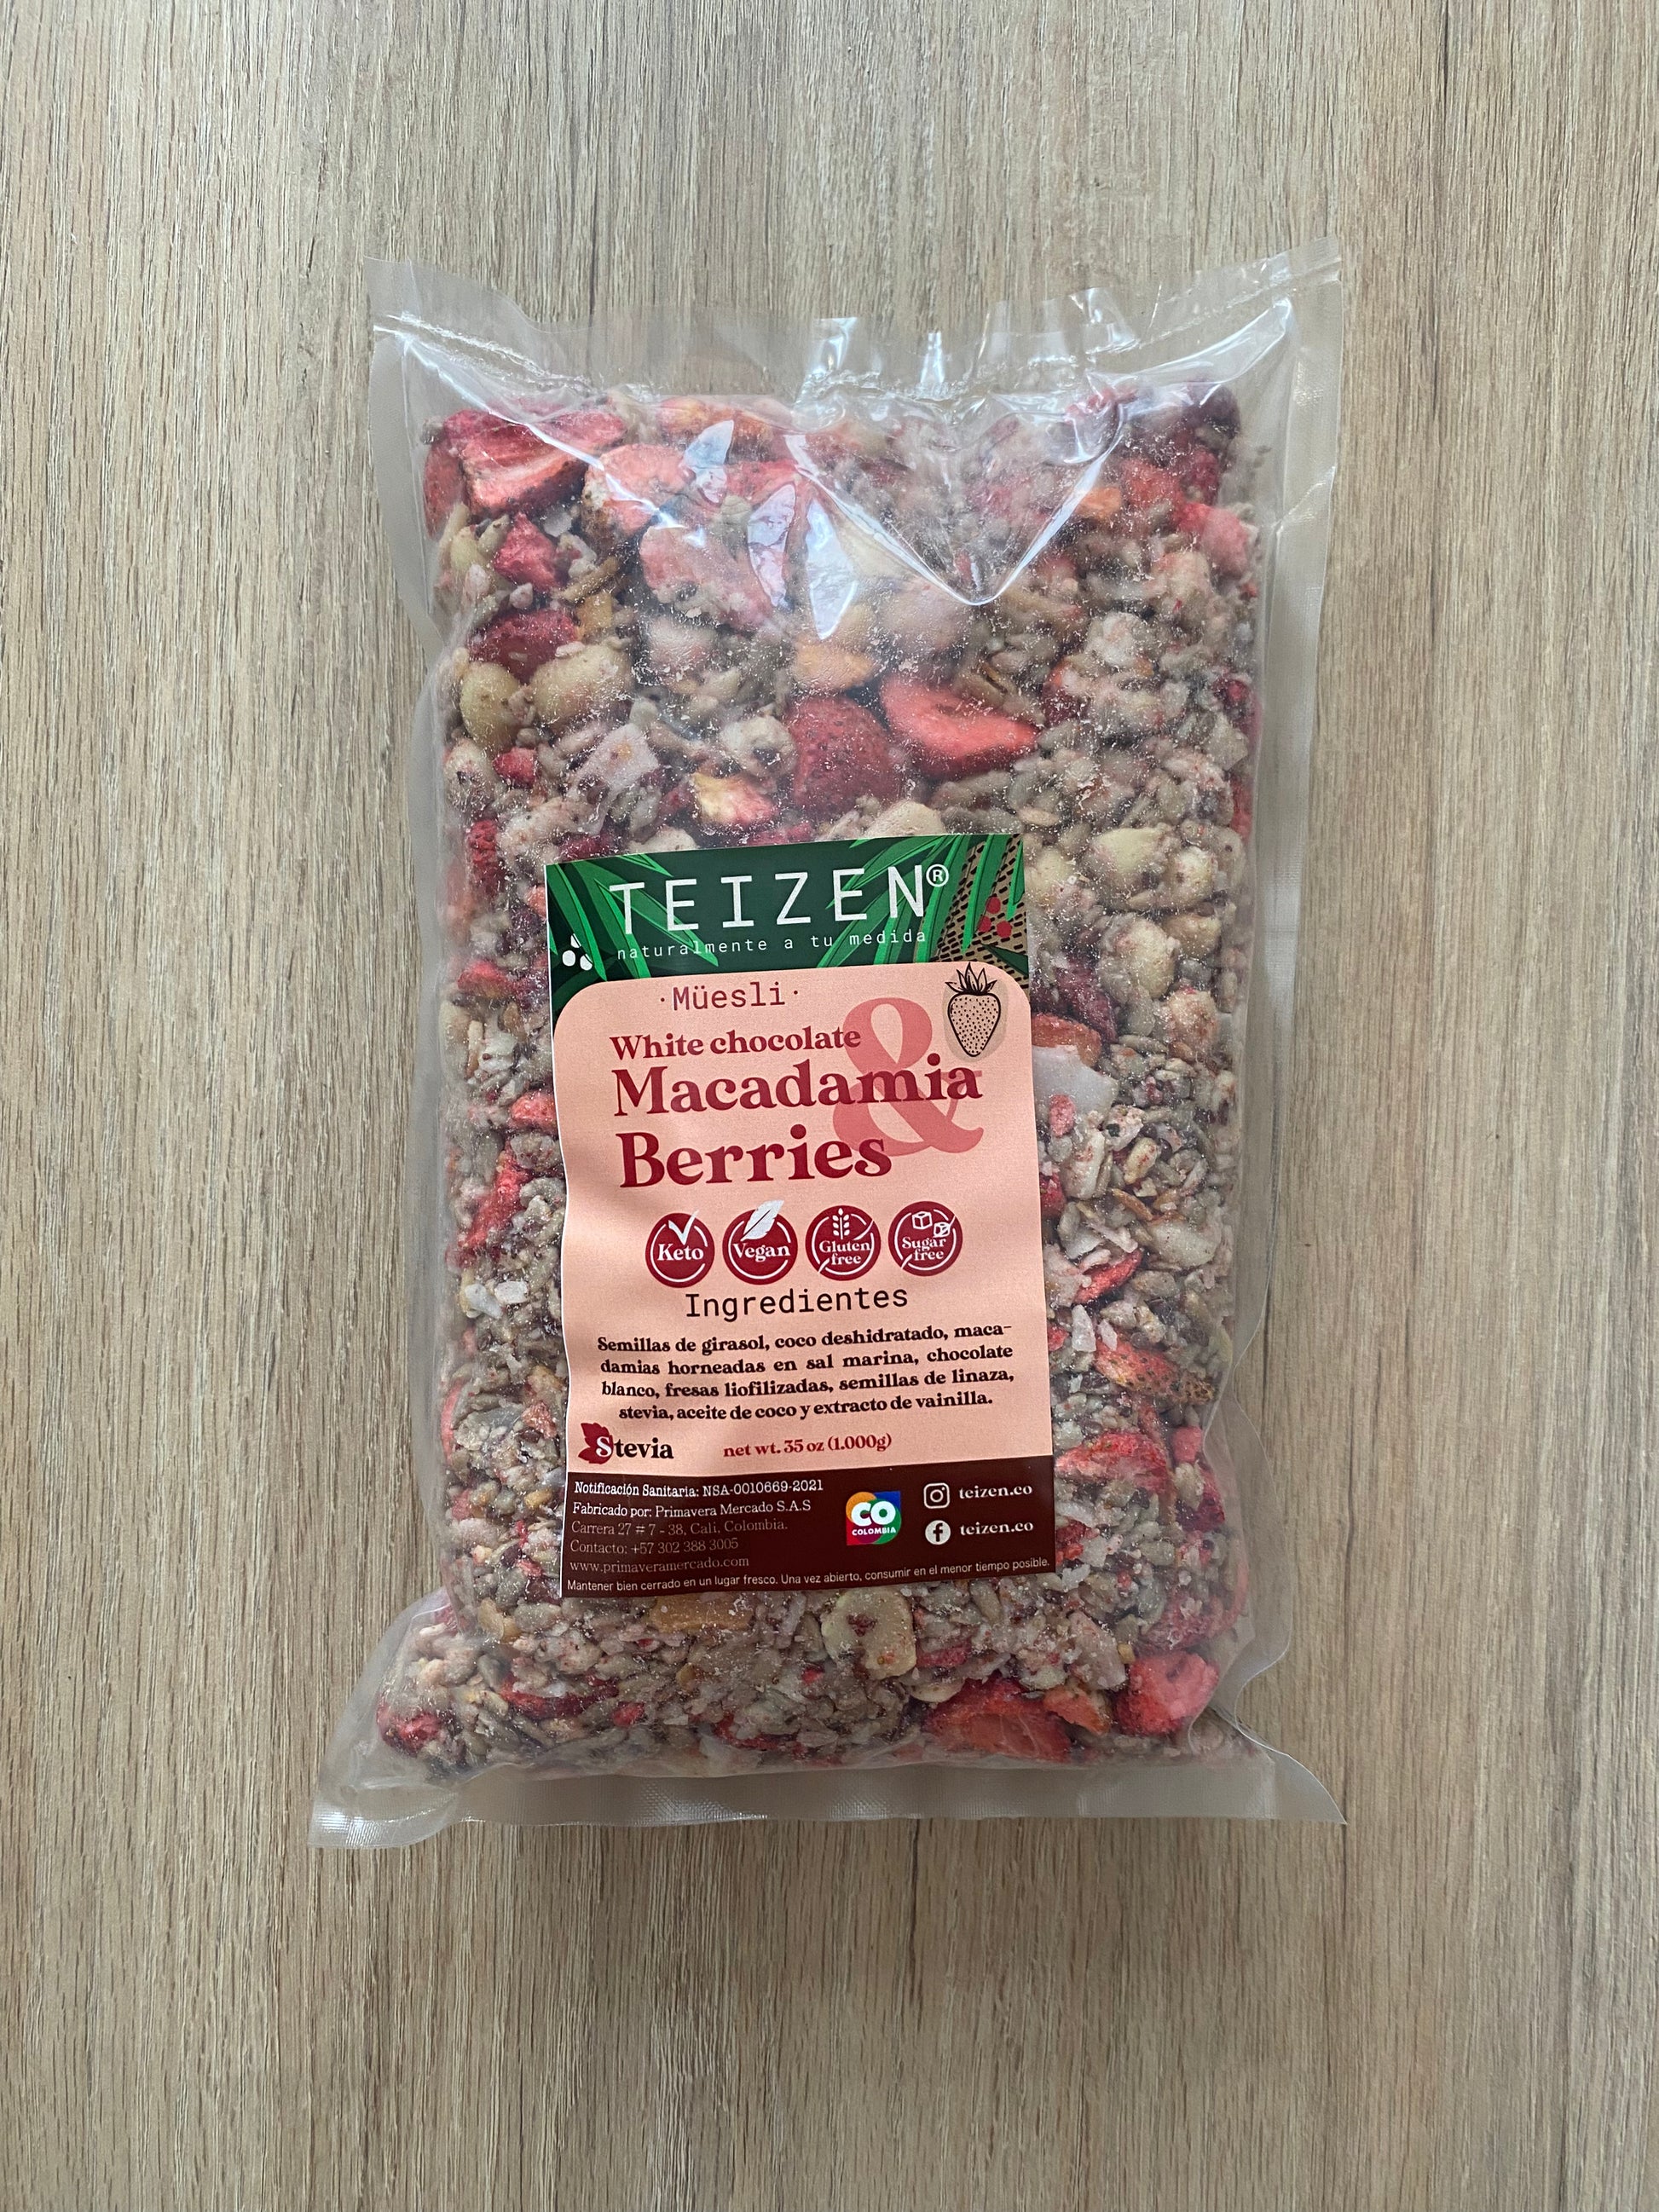 TEIZEN®
naturalmente a tu medida
·Müesli·
White chocolate
&
Macadamia
Berries
Keto
Vegan
Gluten free
Sugar free
Ingredientes
Semillas de girasol, coco deshidratado, maca-
damias horneadas en sal marina, chocolate
blanco, fresas liofilizadas, semillas de linaza,
stevia, aceite de coco y extracto de vainilla.
Stevia
net wt. 35 oz (1.000g)
Notificación Sanitaria: NSA-0010669-2021
Fabricado por: Primavera Mercado S.A.S
Carrera 27 # 7 - 38, Cali, Colombia.
Contacto: +57 302 388 3005
www.primaveramercado.com
CO
COLOMBIA
teizen.co
teizen.co
Mantener bien cerrado en un lugar fresco. Una vez abierto, consumir en el menor tiempo posible.